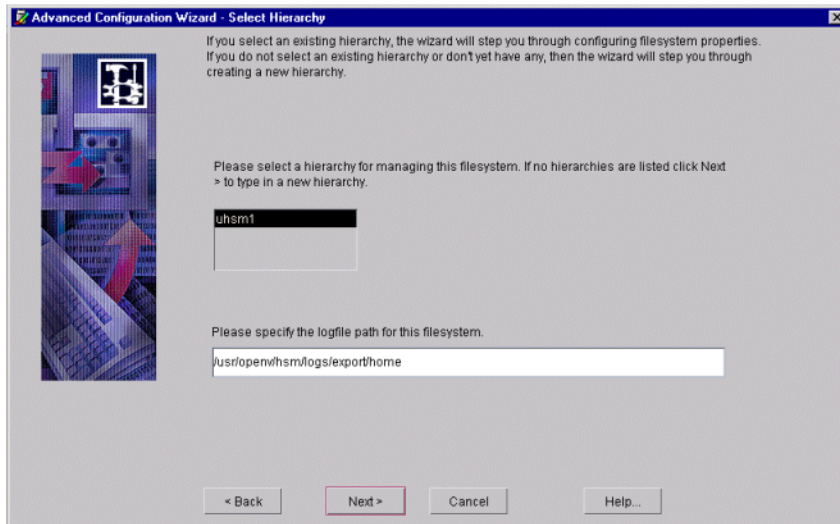 Advanced Configuration Wizard - Select Hierarchy
If you select an existing hierarchy, the wizard will step you through configuring filesystem properties.
If you do not select an existing hierarchy or don't yet have any, then the wizard will step you through
creating a new hierarchy.
Please select a hierarchy for managing this filesystem. If no hierarchies are listed click Next
> to type in a new hierarchy.
uhsm1
Please specify the logfile path for this filesystem.
/usr/openv/hsm/logs/export/home
< Back Next > Cancel Help...